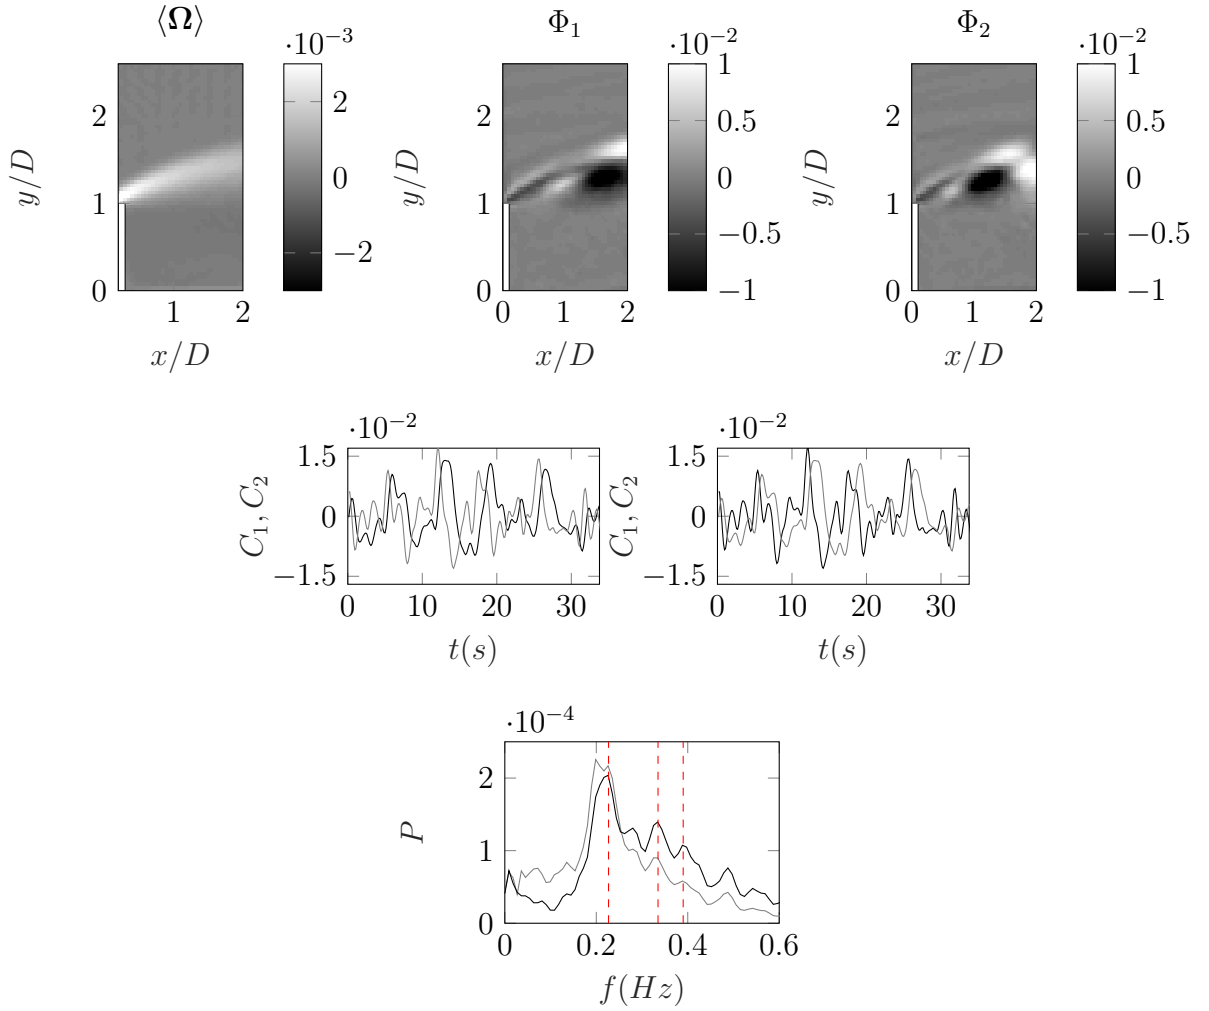 ⟨Ω⟩ Φ₁ Φ₂
·10⁻³ ·10⁻² ·10⁻²
2 0 −2
1 0.5 0 −0.5 −1
1 0.5 0 −0.5 −1
y/D y/D y/D
2 1 0
2 1 0
2 1 0
1 2
0 1 2
0 1 2
x/D x/D x/D
·10⁻² ·10⁻²
C₁, C₂ C₁, C₂
1.5 0 −1.5
1.5 0 −1.5
0 10 20 30
0 10 20 30
t(s) t(s)
·10⁻⁴
P
2 1 0
0 0.2 0.4 0.6
f(Hz)